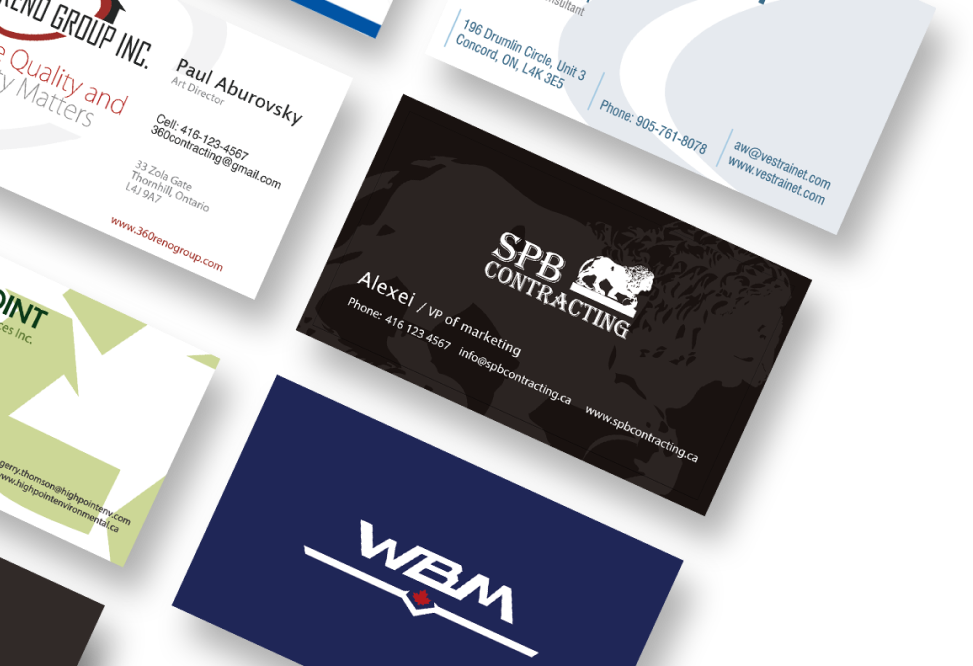 RENO GROUP INC.
Quality and
Matters
Paul Aburovsky
Art Director
Cell: 416-123-4567
360contracting@gmail.com
33 Zola Gate
Thornhill, Ontario
L4J 9A7
www.360renogroup.com
196 Drumlin Circle, Unit 3
Concord, ON, L4K 3E5
Phone: 905-761-8078
aw@vestrainet.com
www.vestrainet.com
SPB
CONTRACTING
Alexei / VP of marketing
Phone: 416 123 4567 info@spbcontracting.ca www.spbcontracting.ca
OINT
ces Inc.
gerry.thomson@highpointenv.com
www.highpointenvironmental.ca
WBM